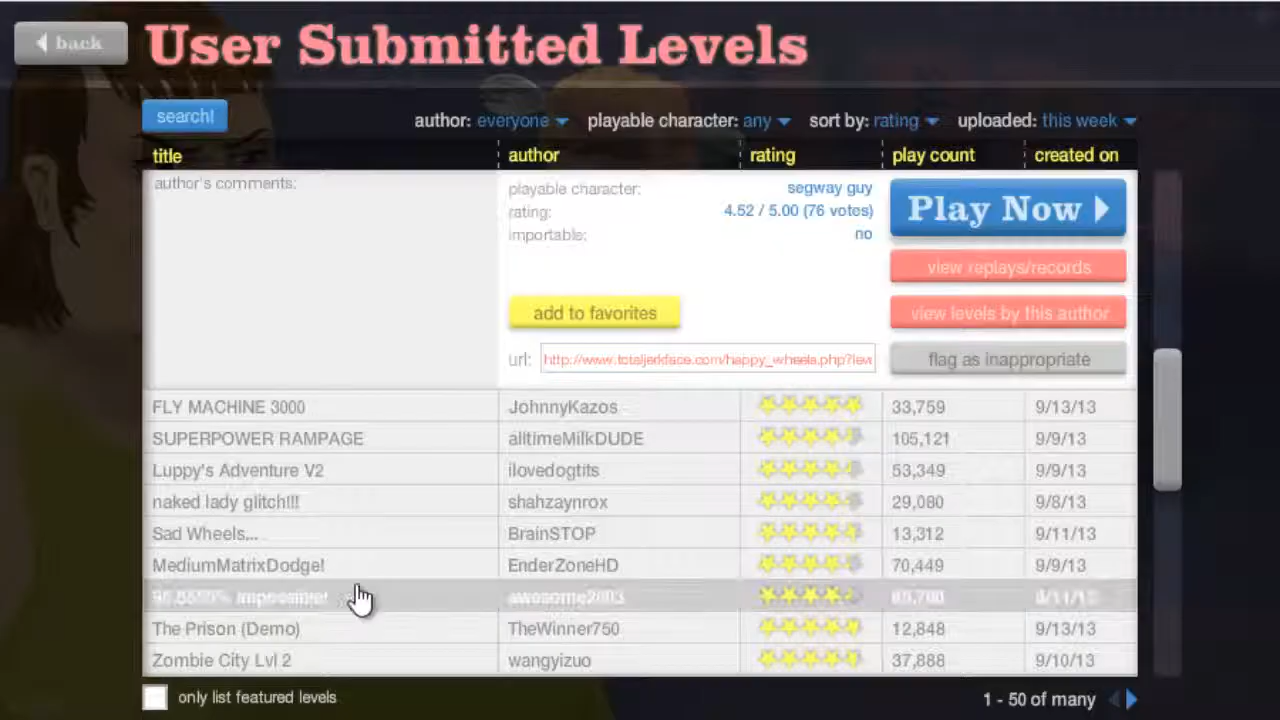 back
User Submitted Levels
search!
author: everyone playable character: any sort by: rating uploaded: this week
title author rating play count created on
author's comments:
playable character: segway guy
rating: 4.52 / 5.00 (76 votes)
importable: no
Play Now
view replays/records
add to favorites
view levels by this author
url: http://www.totaljerkface.com/happy_wheels.php?lev
flag as inappropriate
FLY MACHINE 3000 JohnnyKazos 33,759 9/13/13
SUPERPOWER RAMPAGE alltimeMilkDUDE 105,121 9/9/13
Luppy's Adventure V2 ilovedogtits 53,349 9/9/13
naked lady glitch!!! shahzaynrox 29,080 9/8/13
Sad Wheels... BrainSTOP 13,312 9/11/13
MediumMatrixDodge! EnderZoneHD 70,449 9/9/13
impossible!
The Prison (Demo) TheWinner750 12,848 9/13/13
Zombie City Lvl 2 wangyizuo 37,888 9/10/13
only list featured levels 1 - 50 of many